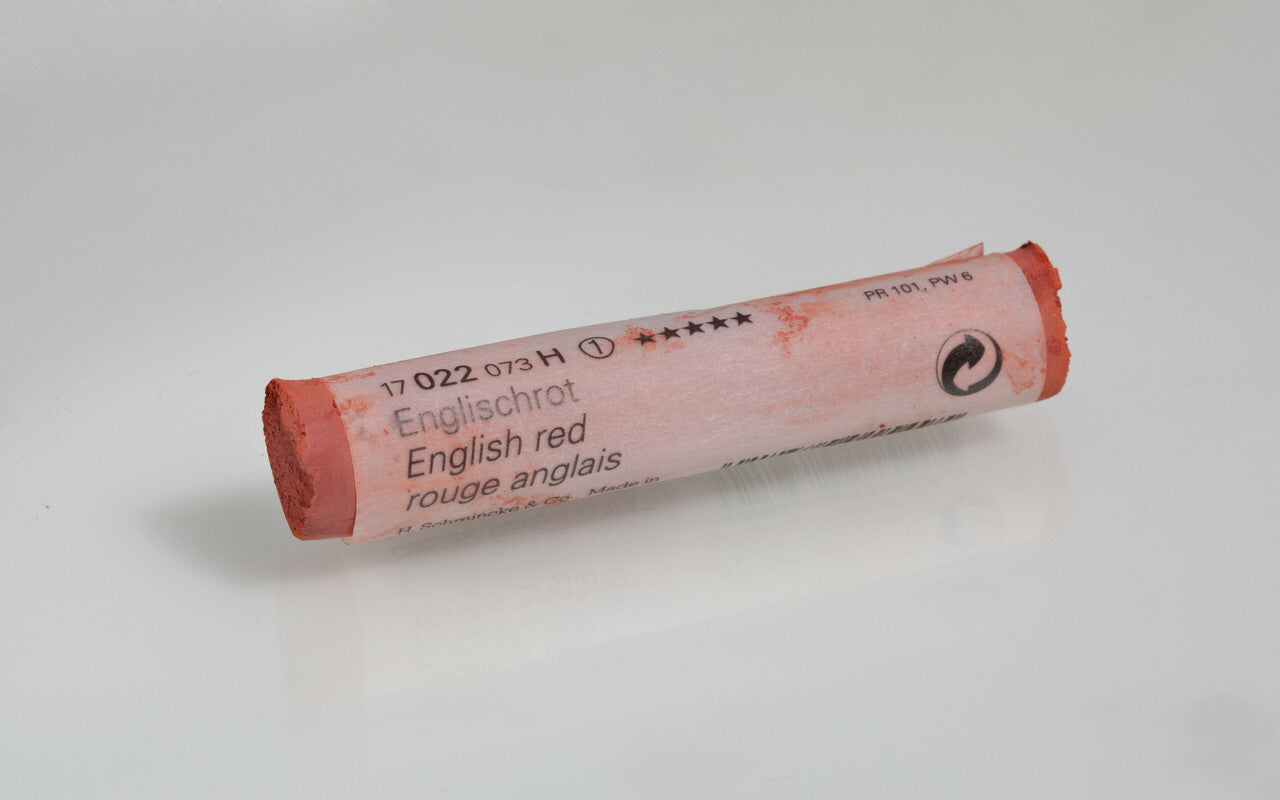 17 022 073 H 1 ★★★★★
PR 101, PW 6
Englischrot
English red
rouge anglais
H. Schmincke & Co., Made in